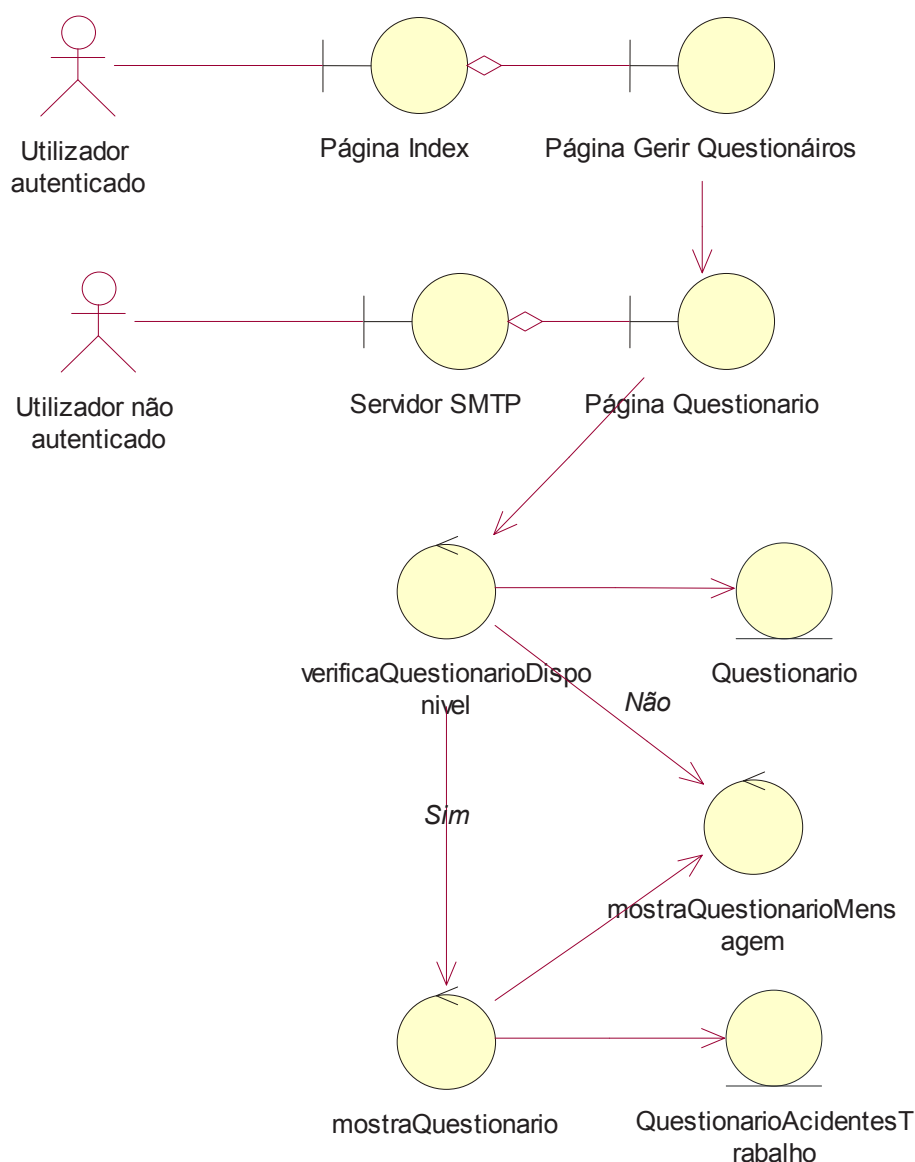 Utilizador
autenticado
Página Index
Página Gerir Questionáiros
Utilizador não
autenticado
Servidor SMTP
Página Questionario
verificaQuestionarioDispo
nivel
Questionario
Não
Sim
mostraQuestionarioMens
agem
mostraQuestionario
QuestionarioAcidentesT
rabalho